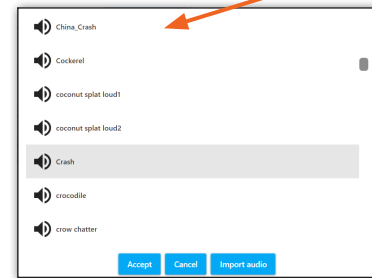 China_Crash
Cockerel
coconut splat loud1
coconut splat loud2
Crash
crocodile
crow chatter
Accept Cancel Import audio